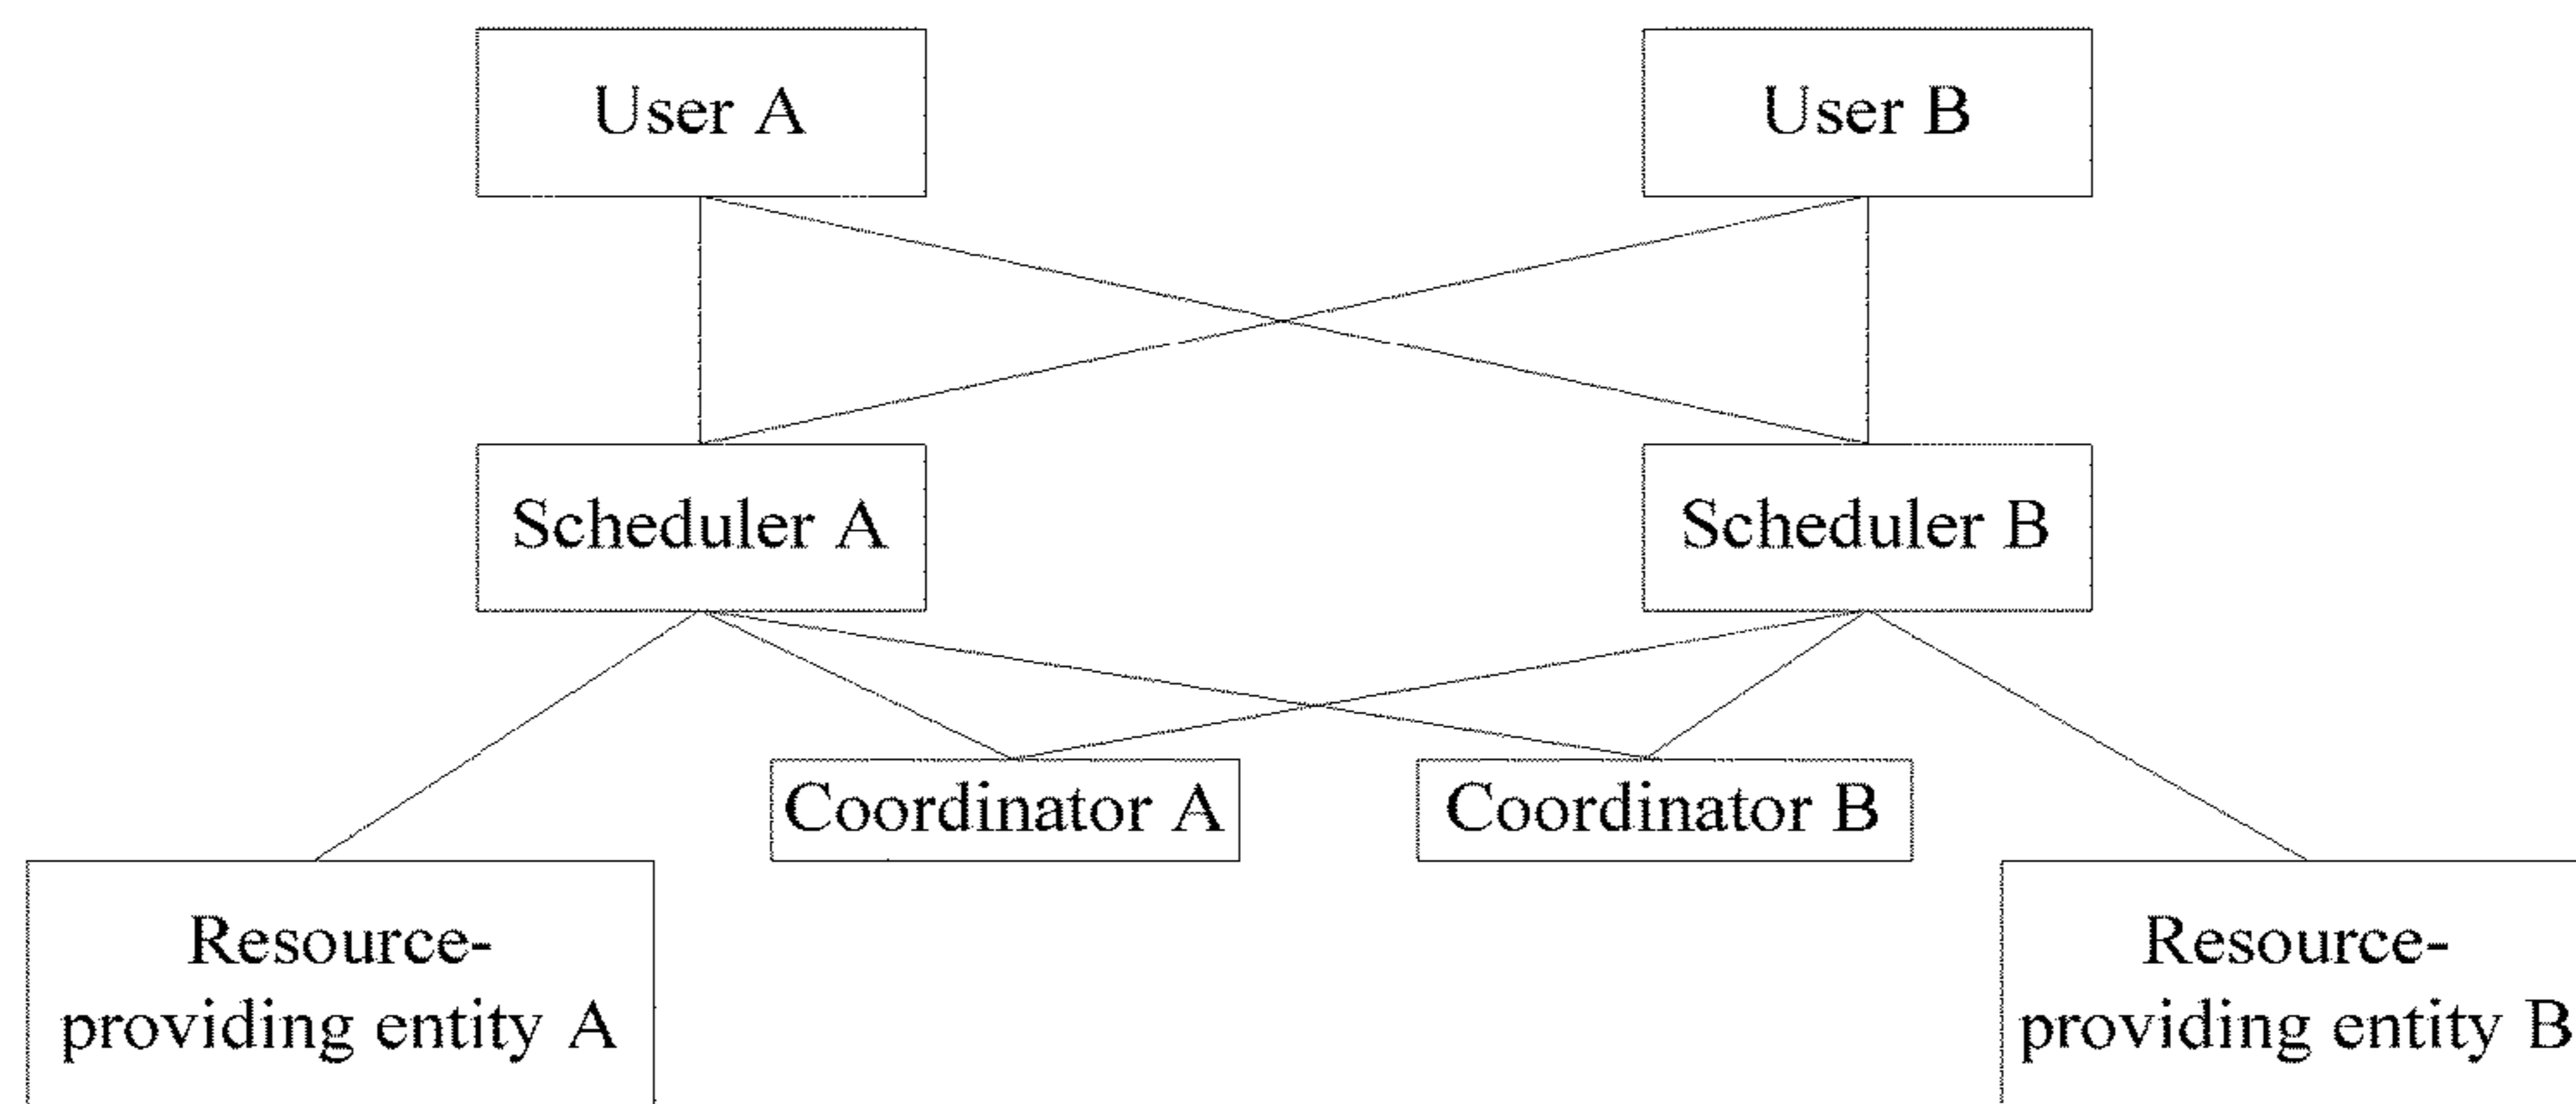 User A
User B
Scheduler A
Scheduler B
Coordinator A
Coordinator B
Resource-
providing entity A
Resource-
providing entity B